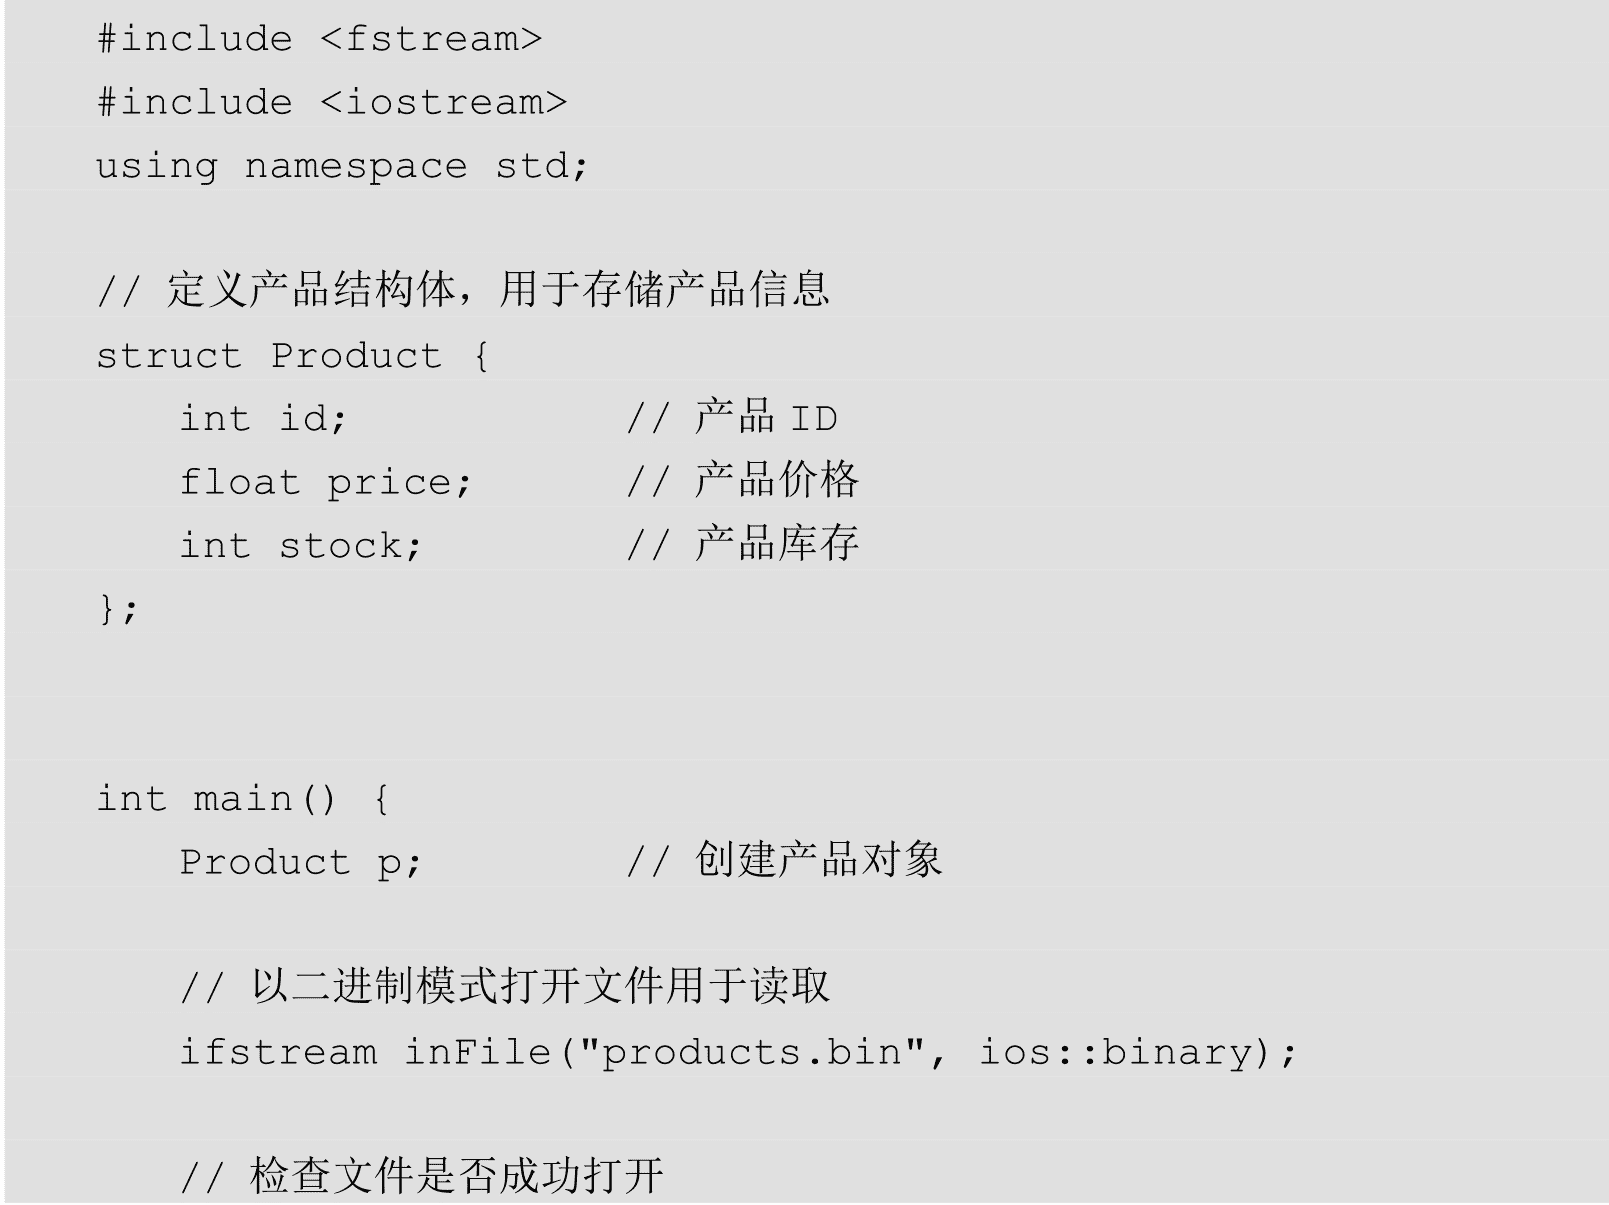 #include <fstream>
#include <iostream>
using namespace std;
// 定义产品结构体，用于存储产品信息
struct Product {
int id; // 产品 ID
float price; // 产品价格
int stock; // 产品库存
};
int main() {
Product p; // 创建产品对象
// 以二进制模式打开文件用于读取
ifstream inFile("products.bin", ios::binary);
// 检查文件是否成功打开